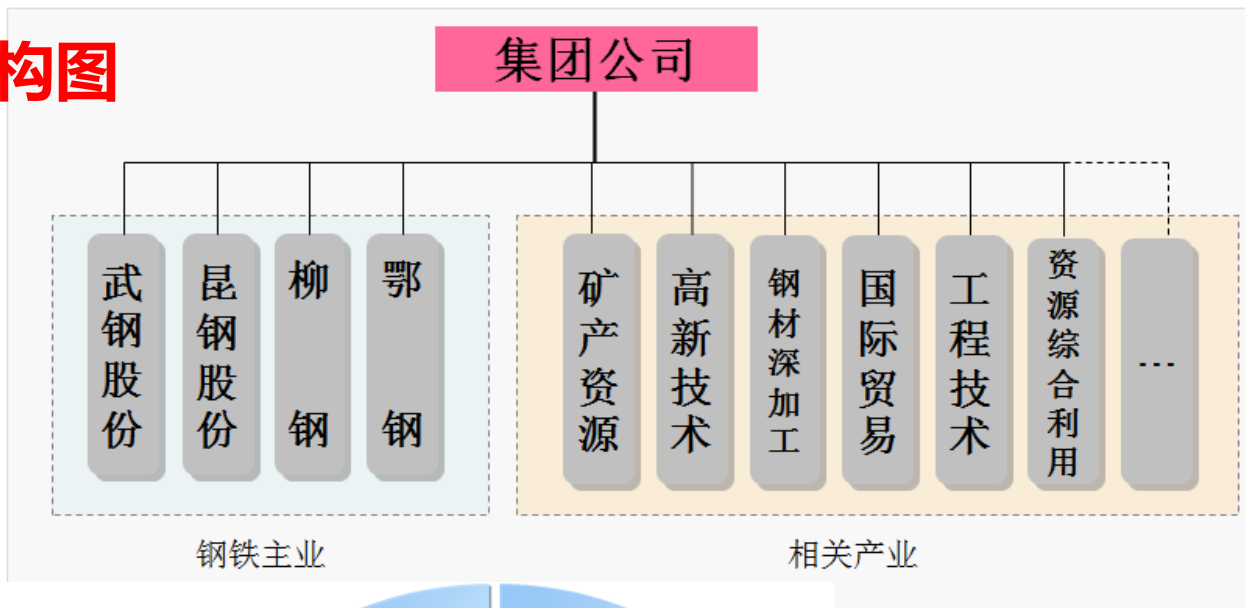 构图
集团公司
武钢股份
昆钢股份
柳钢
鄂钢
矿产资源
高新技术
钢材深加工
国际贸易
工程技术
资源综合利用
...
钢铁主业
相关产业